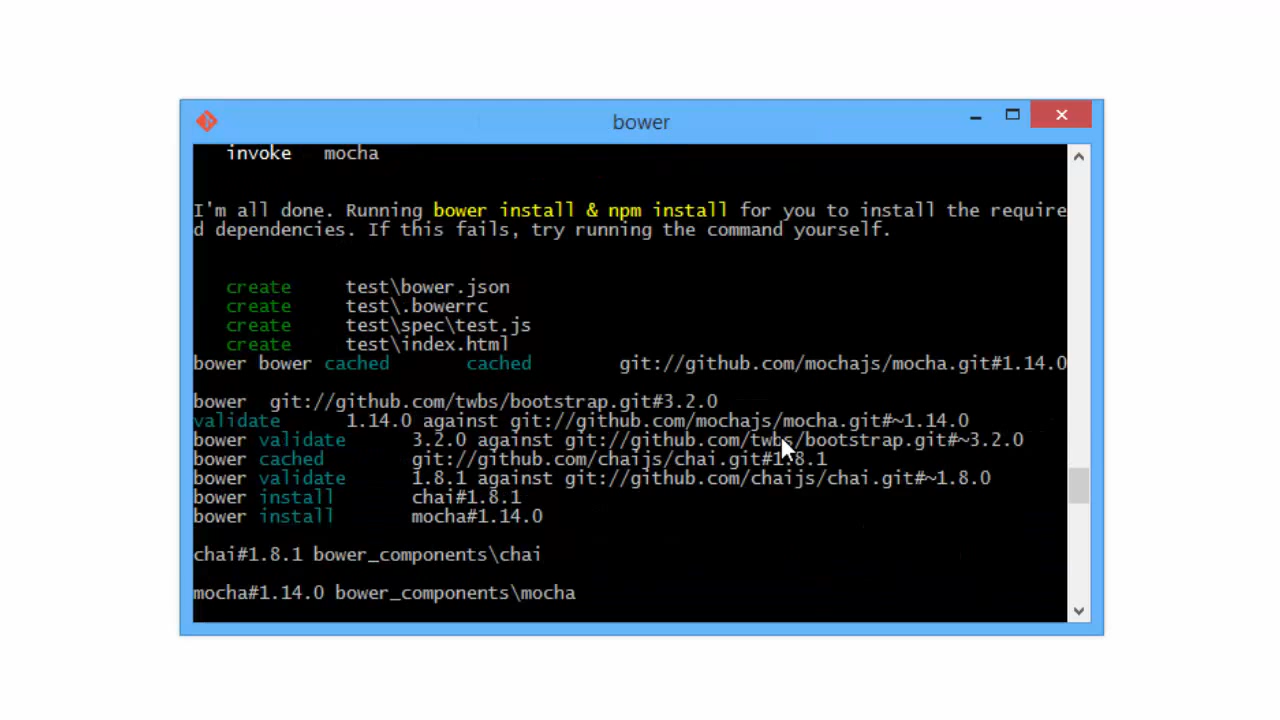 bower
invoke mocha
I'm all done. Running bower install & npm install for you to install the require
d dependencies. If this fails, try running the command yourself.
create test\bower.json
create test\.bowerrc
create test\spec\test.js
create test\index.html
bower bower cached cached git://github.com/mochajs/mocha.git#1.14.0
bower git://github.com/twbs/bootstrap.git#3.2.0
validate 1.14.0 against git://github.com/mochajs/mocha.git#~1.14.0
bower validate 3.2.0 against git://github.com/twbs/bootstrap.git#~3.2.0
bower cached git://github.com/chaijs/chai.git#1.8.1
bower validate 1.8.1 against git://github.com/chaijs/chai.git#~1.8.0
bower install chai#1.8.1
bower install mocha#1.14.0
chai#1.8.1 bower_components\chai
mocha#1.14.0 bower_components\mocha